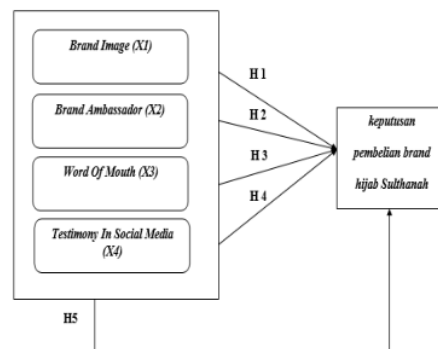 Brand Image (X1)
H 1
Brand Ambassador (X2)
H 2
Word Of Mouth (X3)
H 3
Testimony In Social Media
(X4)
H 4
keputusan
pembelian brand
hijab Sulthanah
H5